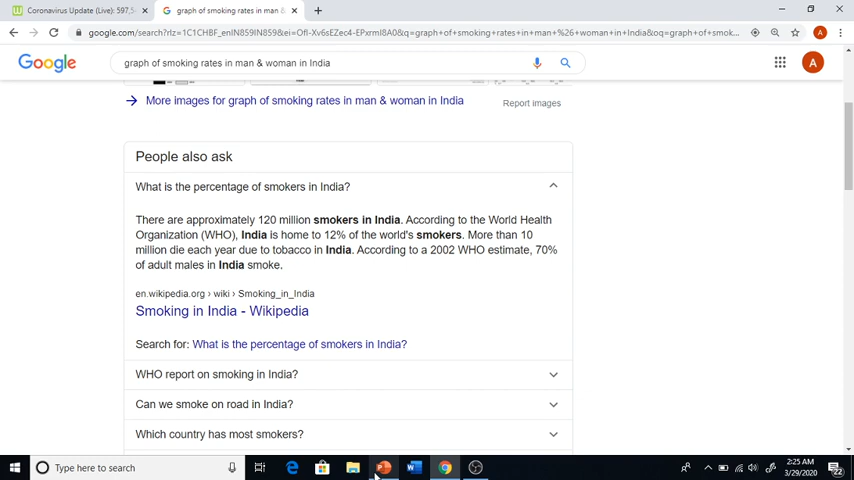 Coronavirus Update (Live): 597,5
graph of smoking rates in man &
google.com/search?rlz=1C1CHBF_enIN859IN859&ei=OfI-Xv6sEZec4-EPxrmI8A0&q=graph+of+smoking+rates+in+man+%26+woman+in+India&oq=graph+of+smok...
Google
graph of smoking rates in man & woman in India
A
More images for graph of smoking rates in man & woman in India
Report images
People also ask
What is the percentage of smokers in India?
There are approximately 120 million smokers in India. According to the World Health
Organization (WHO), India is home to 12% of the world's smokers. More than 10
million die each year due to tobacco in India. According to a 2002 WHO estimate, 70%
of adult males in India smoke.
en.wikipedia.org › wiki › Smoking_in_India
Smoking in India - Wikipedia
Search for: What is the percentage of smokers in India?
WHO report on smoking in India?
Can we smoke on road in India?
Which country has most smokers?
Type here to search
2:25 AM
3/29/2020
22